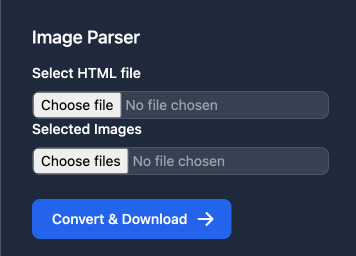 Image Parser
Select HTML file
Choose file No file chosen
Selected Images
Choose files No file chosen
Convert & Download →